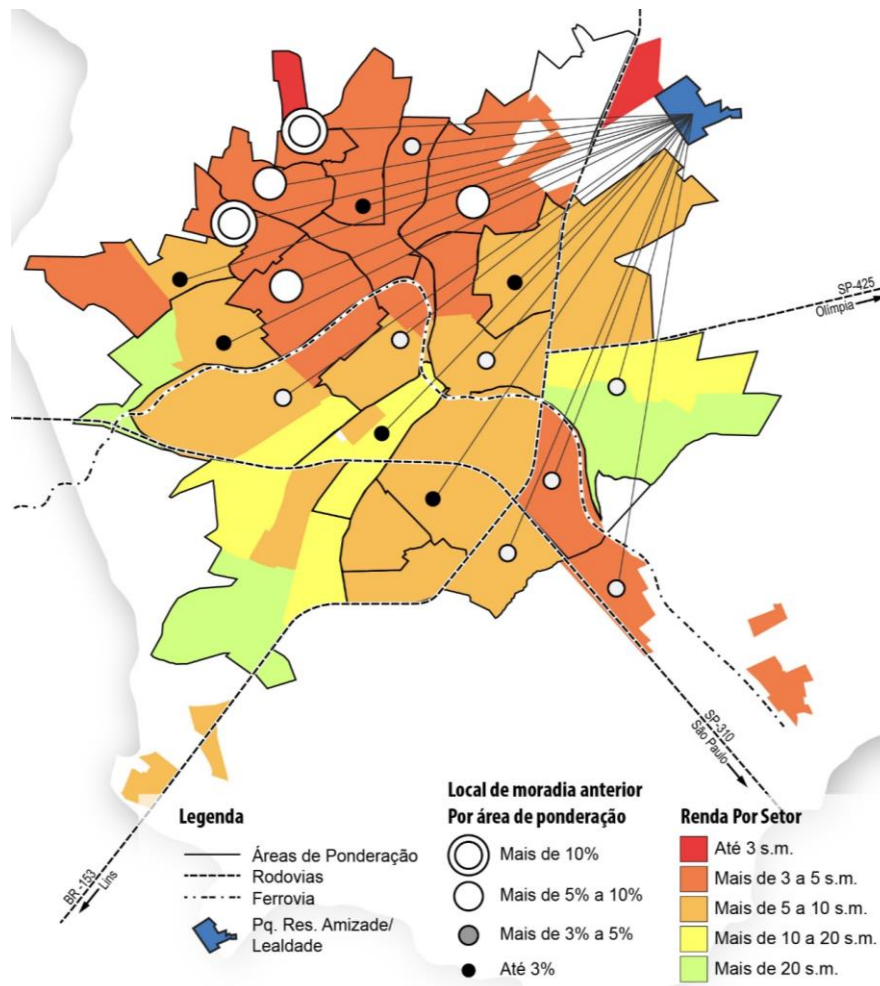 SP-425
Olímpia
SP-310
São Paulo
BR -153
Lins
Legenda
Áreas de Ponderação
Rodovias
Ferrovia
Pq. Res. Amizade/
Lealdade
Local de moradia anterior
Por área de ponderação
Mais de 10%
Mais de 5% a 10%
Mais de 3% a 5%
Até 3%
Renda Por Setor
Até 3 s.m.
Mais de 3 a 5 s.m.
Mais de 5 a 10 s.m.
Mais de 10 a 20 s.m.
Mais de 20 s.m.